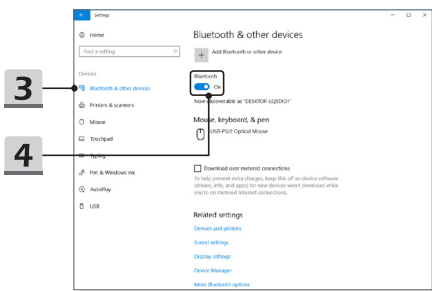 Settings
Home
Find a setting
Devices
Bluetooth & other devices
Printers & scanners
Mouse
Touchpad
Typing
Pen & Windows Ink
AutoPlay
USB
3
4
Bluetooth & other devices
Add Bluetooth or other device
Bluetooth
On
Now discoverable as "DESKTOP-LQSDIO1"
Mouse, keyboard, & pen
USB-PS/2 Optical Mouse
Download over metered connections
To help prevent extra charges, keep this off so device software
(drivers, info, and apps) for new devices won't download while
you're on metered Internet connections.
Related settings
Devices and printers
Sound settings
Display settings
Device Manager
More Bluetooth options